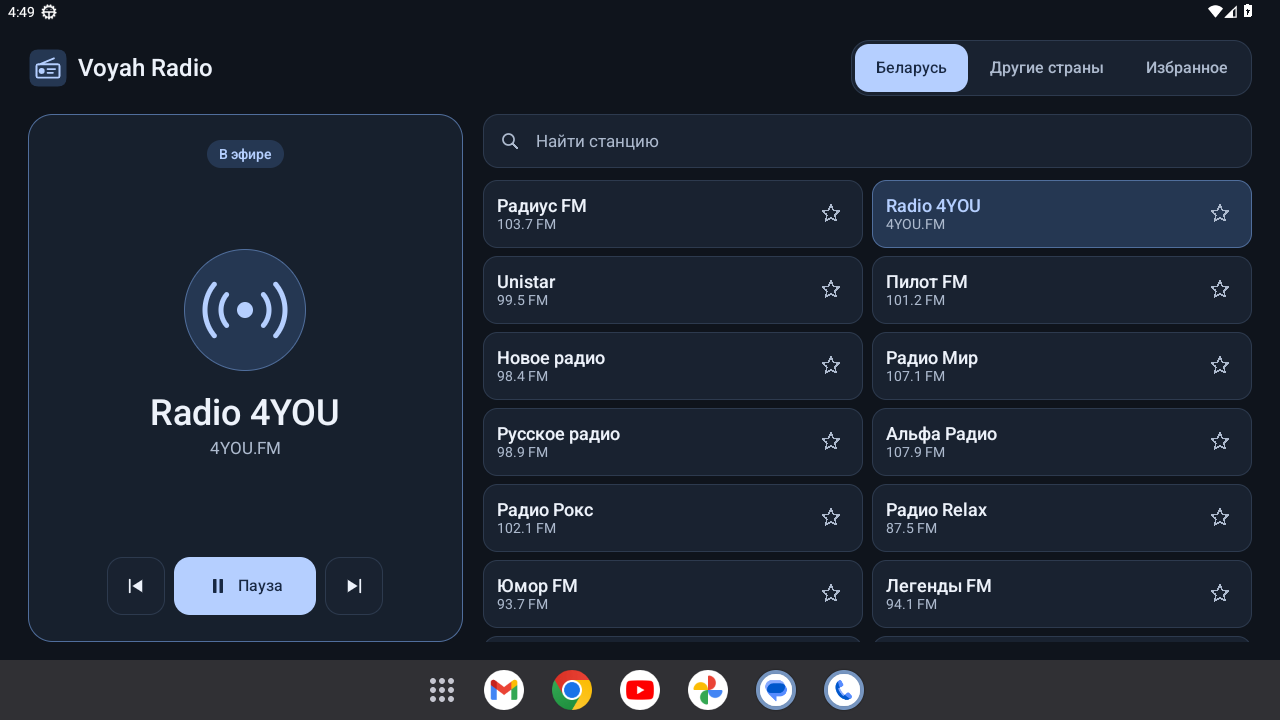 4:49
Voyah Radio
Беларусь
Другие страны
Избранное
В эфире
Radio 4YOU
4YOU.FM
Пауза
Найти станцию
Радиус FM
103.7 FM
Radio 4YOU
4YOU.FM
Unistar
99.5 FM
Пилот FM
101.2 FM
Новое радио
98.4 FM
Радио Мир
107.1 FM
Русское радио
98.9 FM
Альфа Радио
107.9 FM
Радио Рокс
102.1 FM
Радио Relax
87.5 FM
Юмор FM
93.7 FM
Легенды FM
94.1 FM